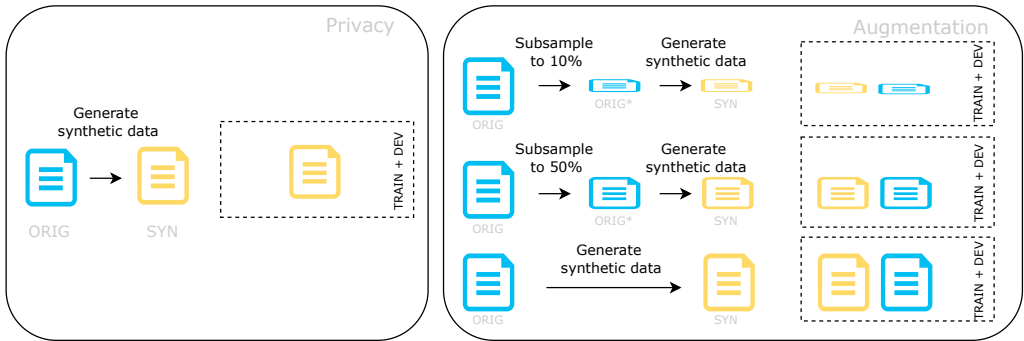 Privacy
Generate
synthetic data
ORIG
SYN
TRAIN + DEV
Augmentation
Subsample
to 10%
Generate
synthetic data
ORIG
ORIG*
SYN
TRAIN + DEV
Subsample
to 50%
Generate
synthetic data
ORIG
ORIG*
SYN
TRAIN + DEV
Generate
synthetic data
ORIG
SYN
TRAIN + DEV